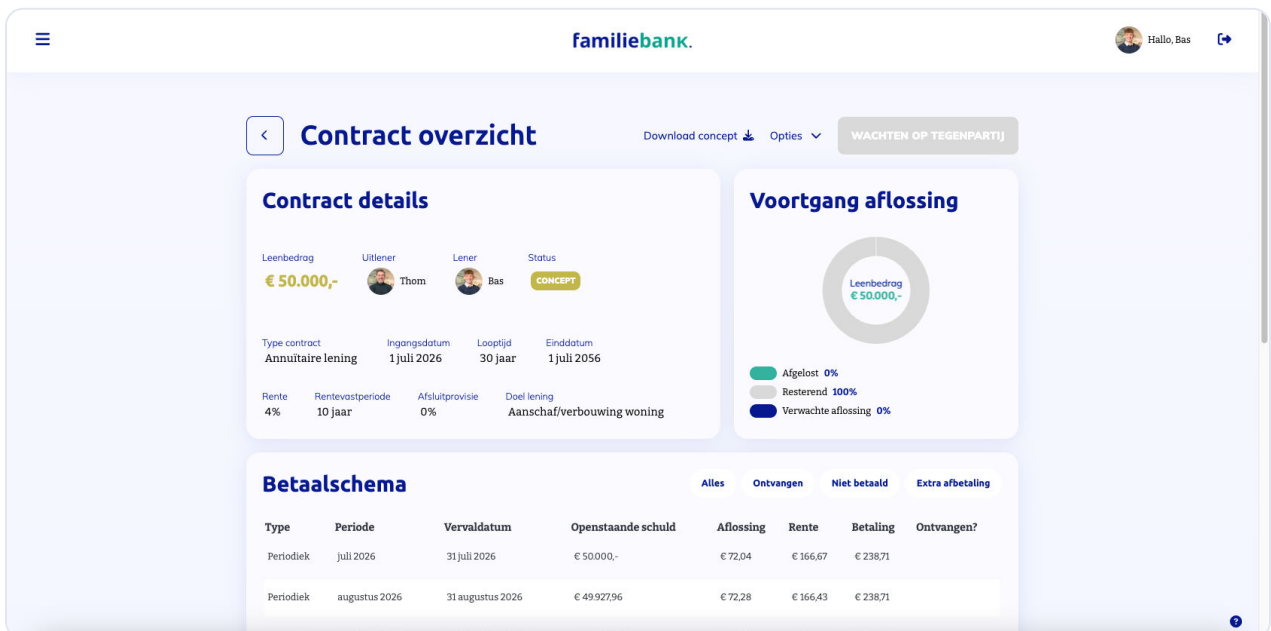 familiebank.
Hallo, Bas
Contract overzicht
Download concept
Opties
WACHTEN OP TEGENPARTIJ
Contract details
Leenbedrag Uitlener Lener Status
€ 50.000,- Thom Bas CONCEPT
Type contract Ingangsdatum Looptijd Einddatum
Annuïtaire lening 1 juli 2026 30 jaar 1 juli 2056
Rente Rentevastperiode Afsluitprovisie Doel lening
4% 10 jaar 0% Aanschaf/verbouwing woning
Voortgang aflossing
Leenbedrag
€ 50.000,-
Afgelost 0%
Resterend 100%
Verwachte aflossing 0%
Betaalschema
Alles Ontvangen Niet betaald Extra afbetaling
Type Periode Vervaldatum Openstaande schuld Aflossing Rente Betaling Ontvangen?
Periodiek juli 2026 31 juli 2026 € 50.000,- € 72,04 € 166,67 € 238,71
Periodiek augustus 2026 31 augustus 2026 € 49.927,96 € 72,28 € 166,43 € 238,71
?